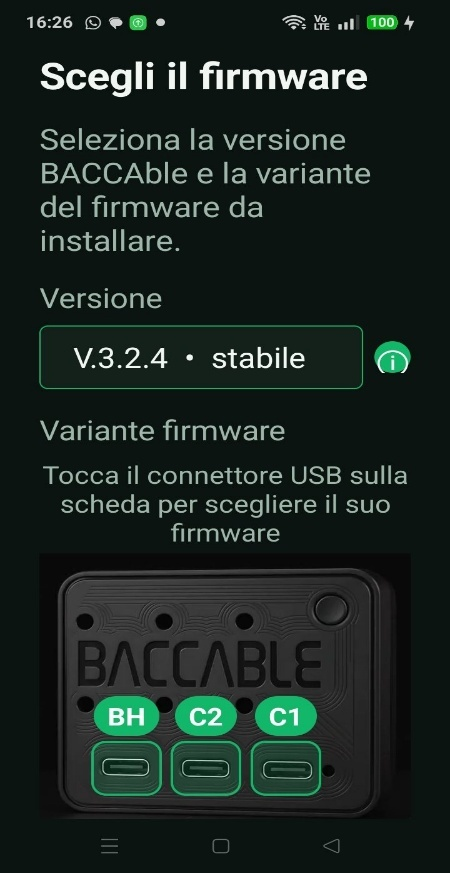 16:26 Vo LTE 100
Scegli il firmware
Seleziona la versione
BACCAble e la variante
del firmware da
installare.
Versione
V.3.2.4 • stabile
i
Variante firmware
Tocca il connettore USB sulla
scheda per scegliere il suo
firmware
BACCABLE
BH C2 C1